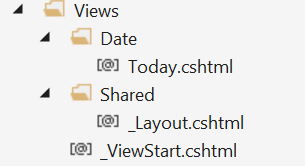 Views
Date
[@] Today.cshtml
Shared
[@] _Layout.cshtml
[@] _ViewStart.cshtml